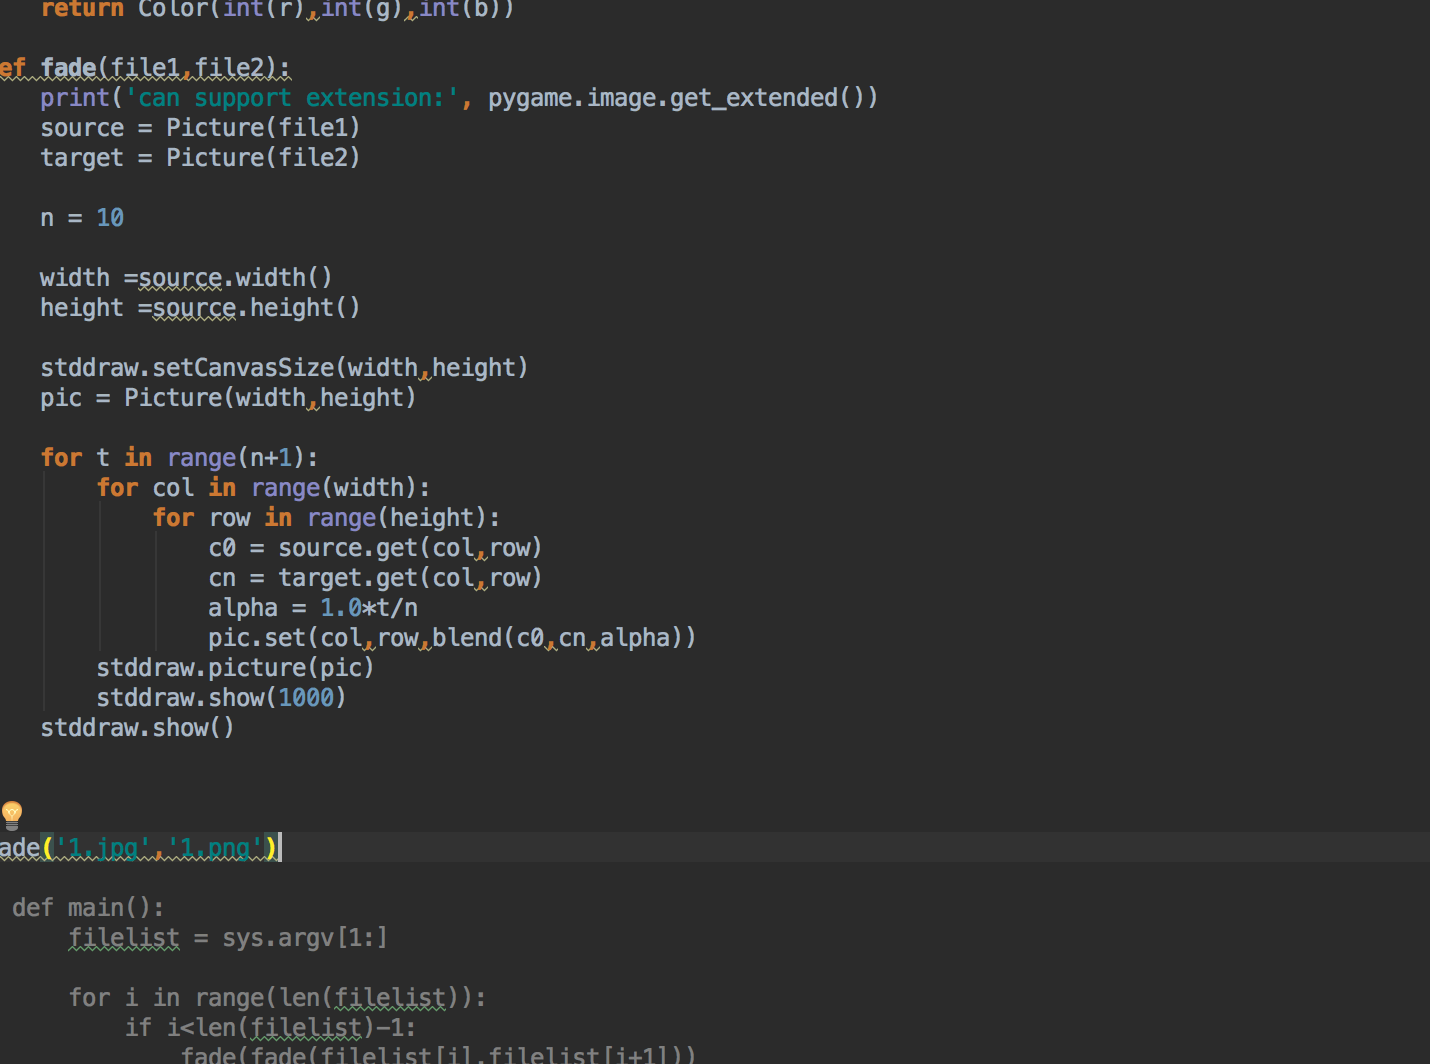 return Color(int(r),int(g),int(b))
ef fade(file1,file2):
print('can support extension:', pygame.image.get_extended())
source = Picture(file1)
target = Picture(file2)
n = 10
width =source.width()
height =source.height()
stddraw.setCanvasSize(width,height)
pic = Picture(width,height)
for t in range(n+1):
for col in range(width):
for row in range(height):
c0 = source.get(col,row)
cn = target.get(col,row)
alpha = 1.0*t/n
pic.set(col,row,blend(c0,cn,alpha))
stddraw.picture(pic)
stddraw.show(1000)
stddraw.show()
ade('1.jpg','1.png')
def main():
filelist = sys.argv[1:]
for i in range(len(filelist)):
if i<len(filelist)-1:
fade(fade(filelist[i],filelist[i+1]))